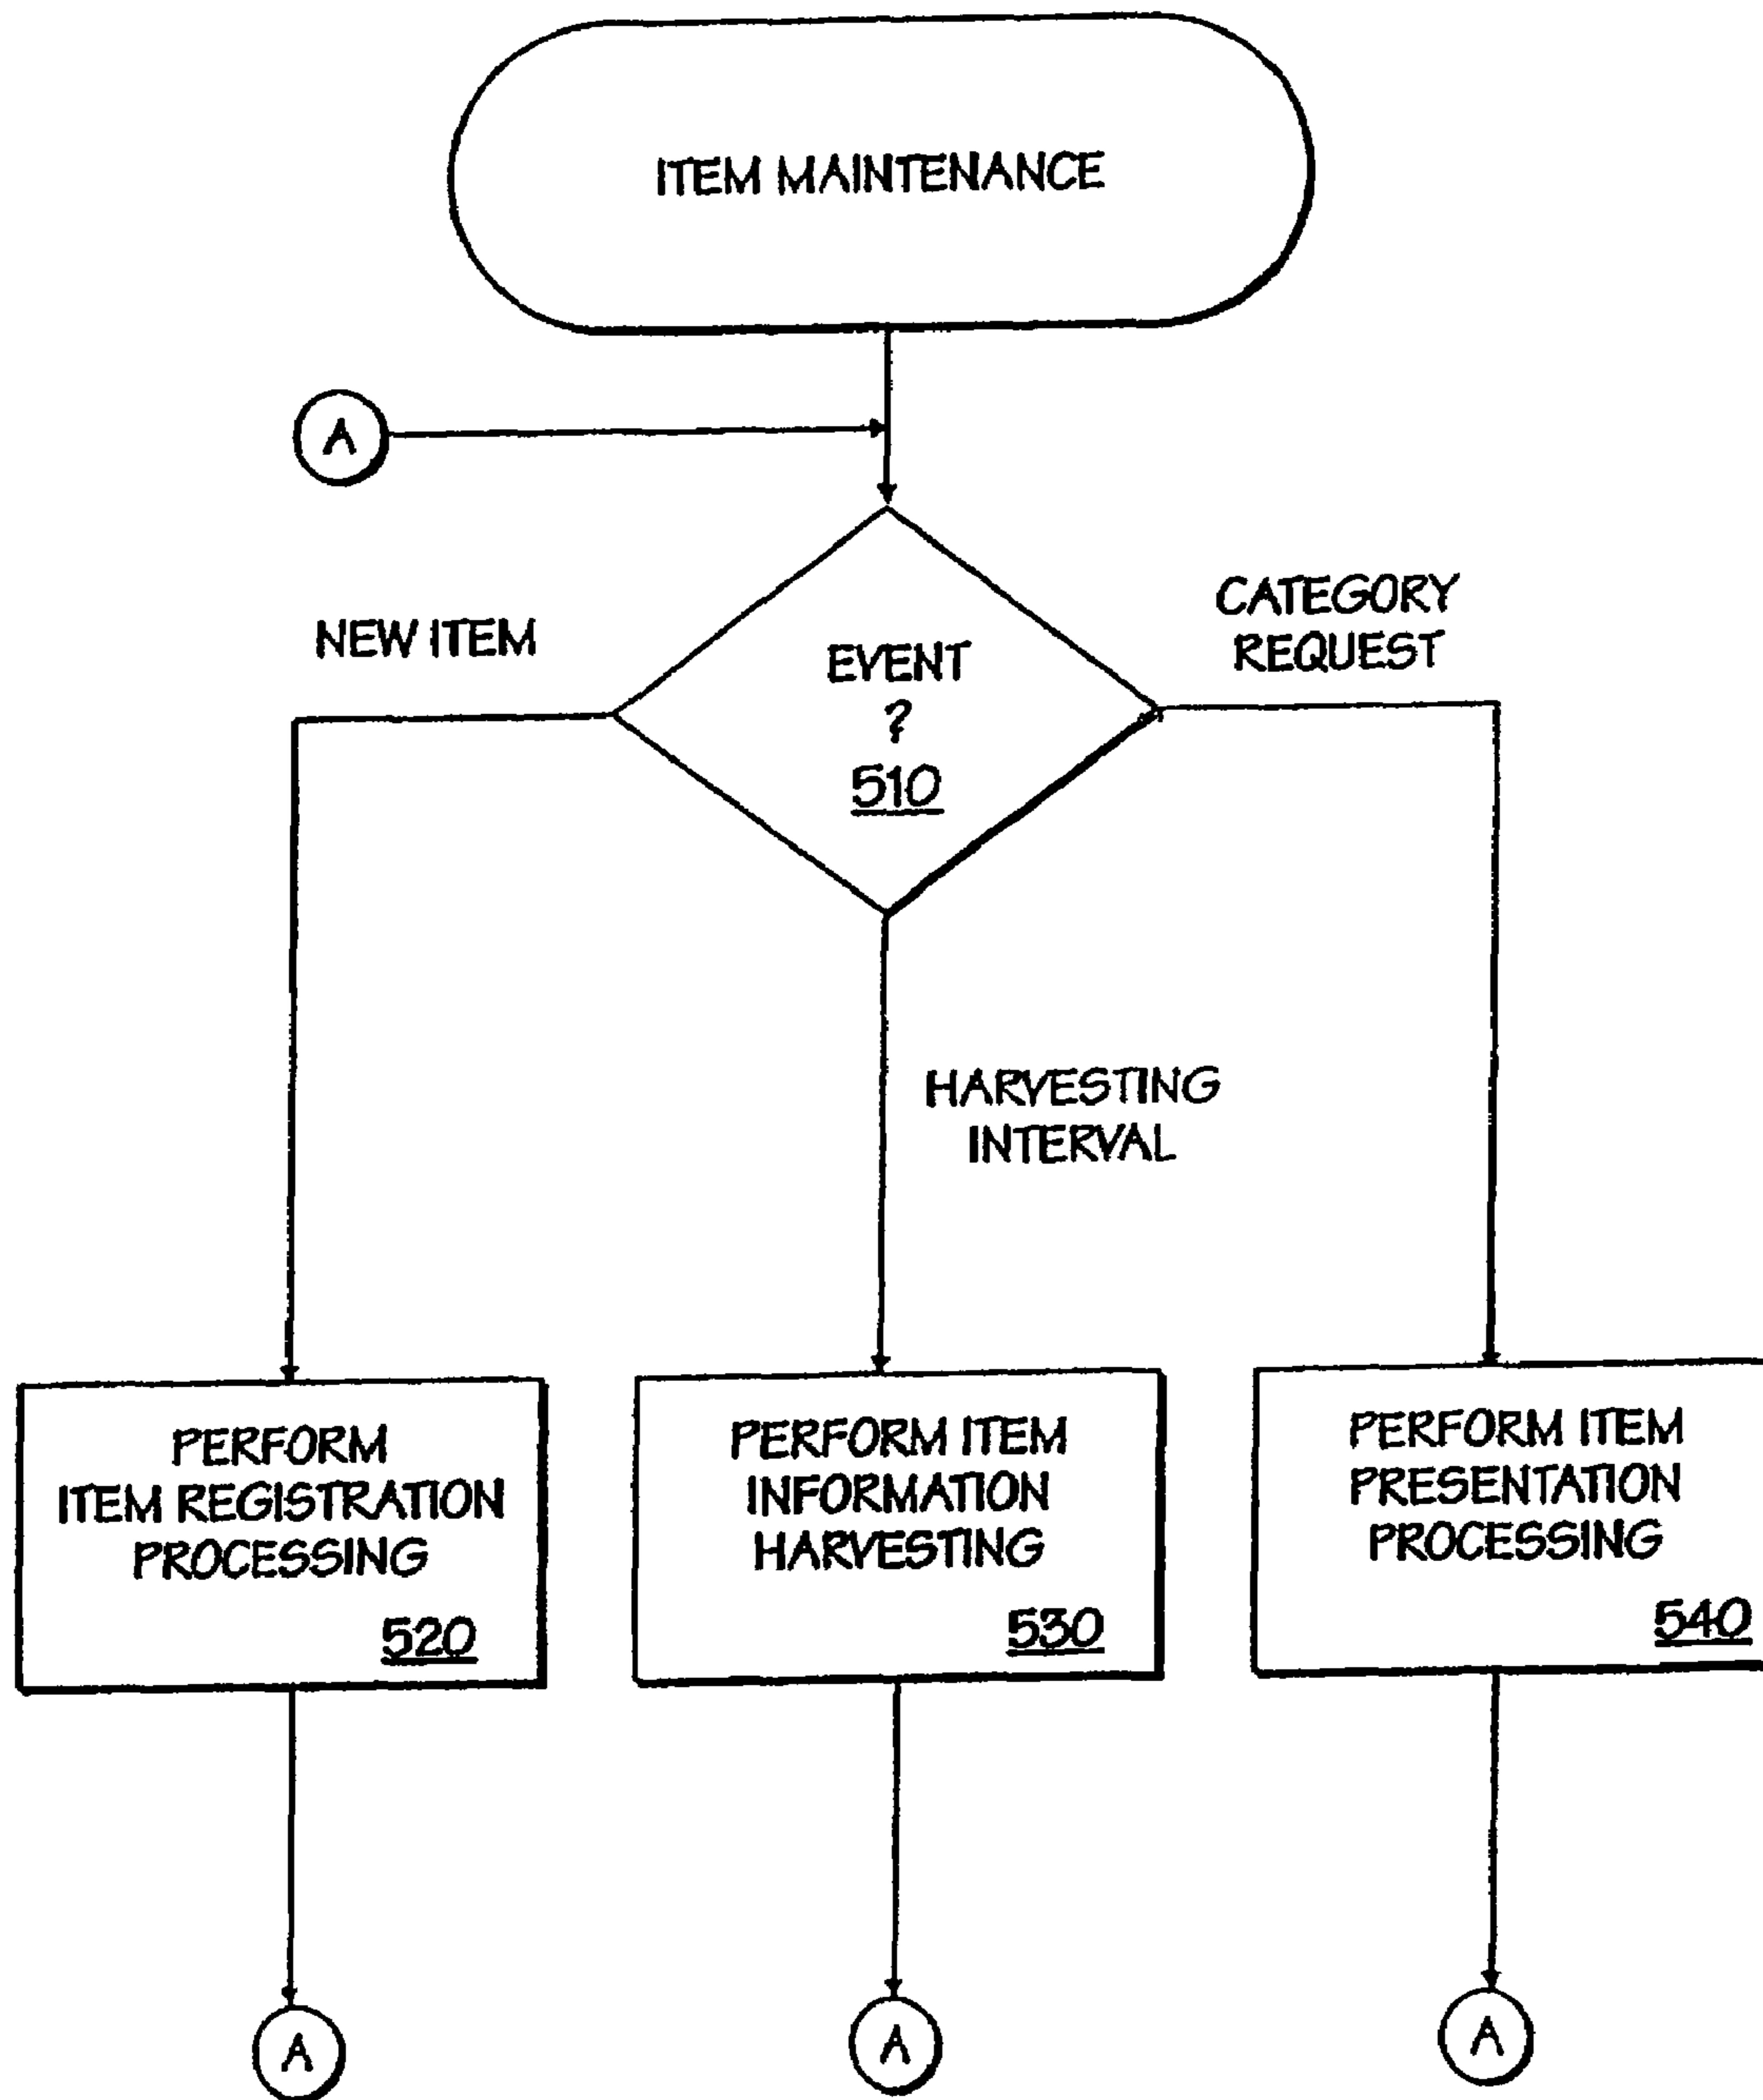 ITEM MAINTENANCE
A
NEW ITEM
EVENT
?
510
CATEGORY
REQUEST
HARVESTING
INTERVAL
PERFORM
ITEM REGISTRATION
PROCESSING
520
PERFORM ITEM
INFORMATION
HARVESTING
530
PERFORM ITEM
PRESENTATION
PROCESSING
540
A
A
A